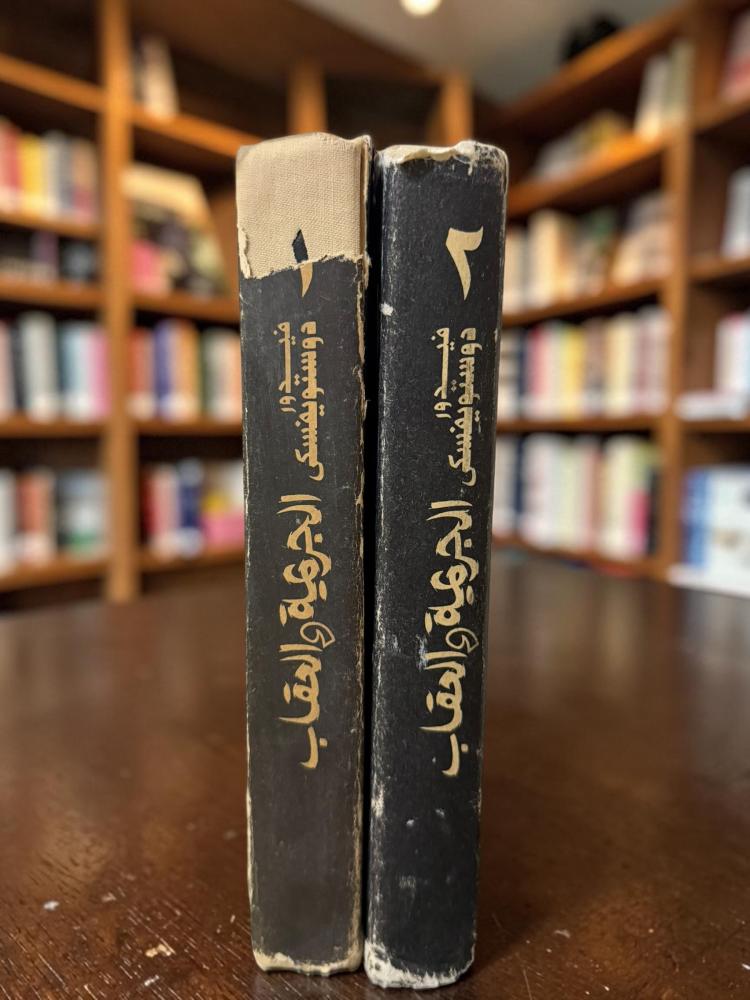 ١
فيدور
دوستويفسكي
الجريمة والعقاب
٢
فيدور
دوستويفسكي
الجريمة والعقاب